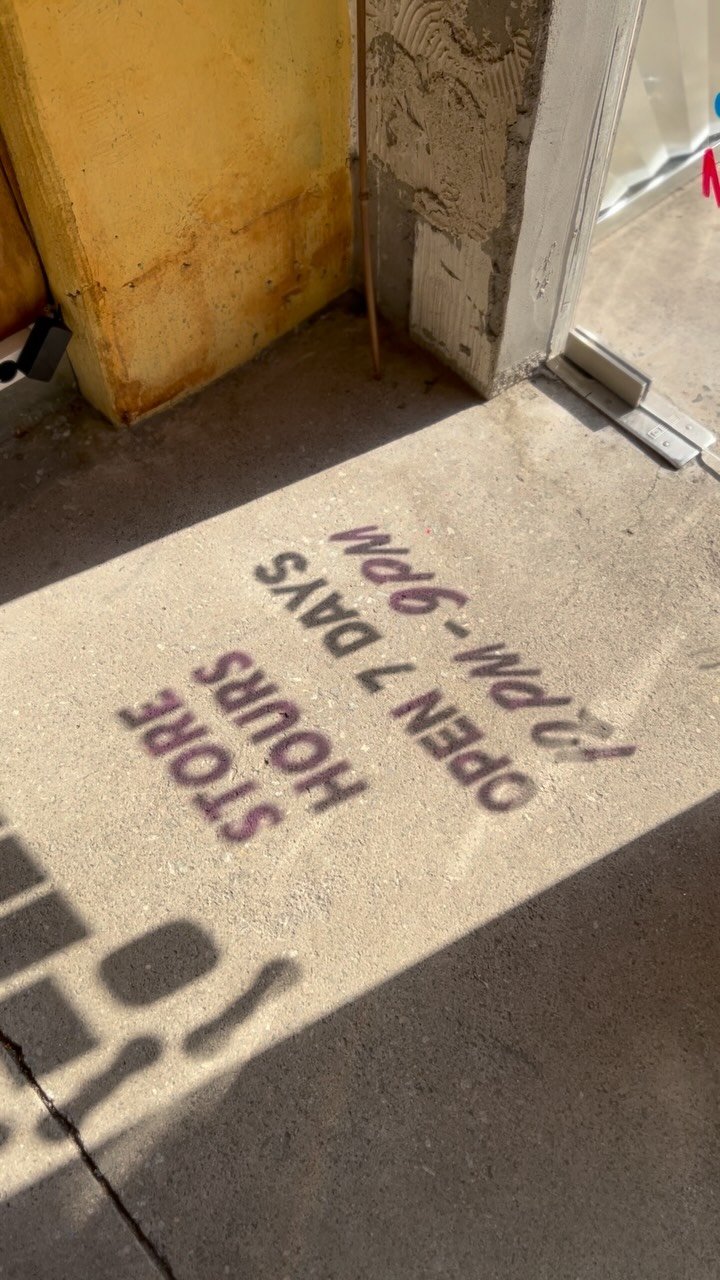 STORE
HOURS
OPEN 7 DAYS
12PM-9PM